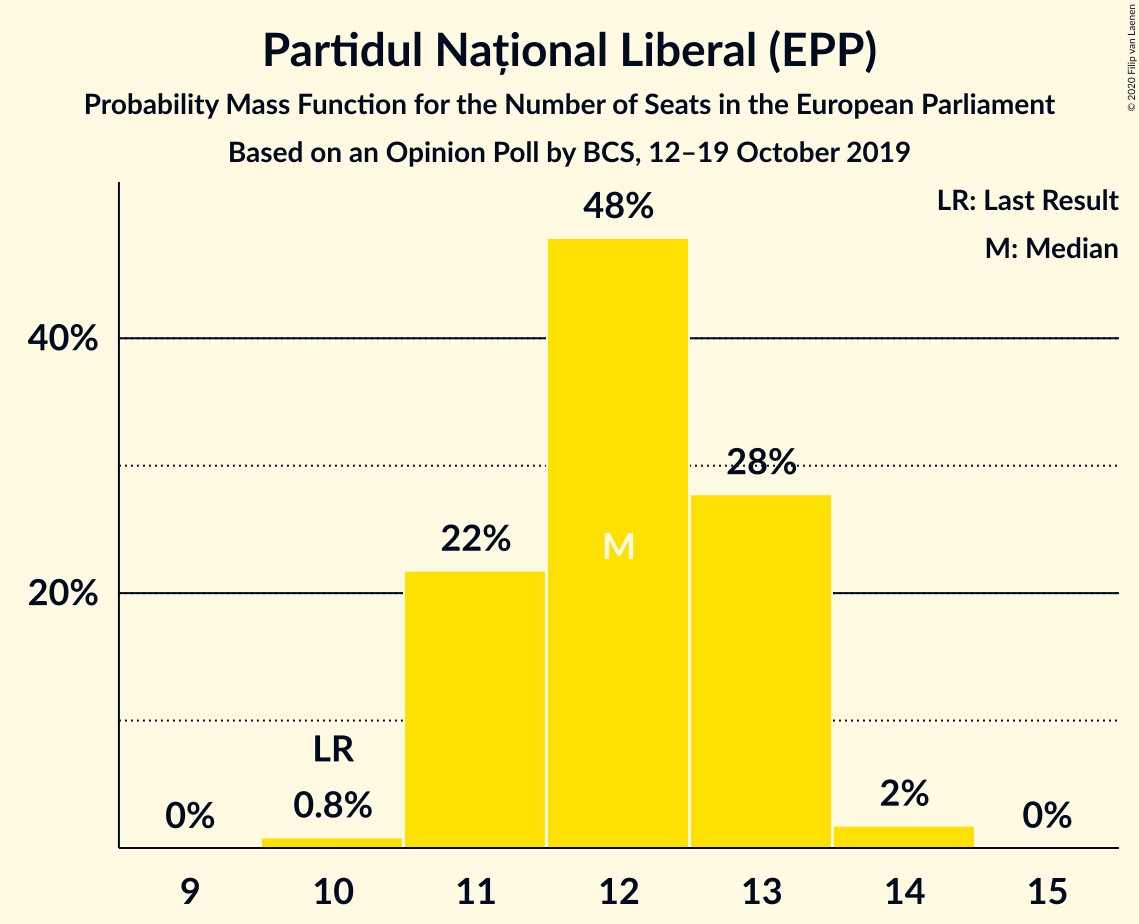 Partidul Național Liberal (EPP)
Probability Mass Function for the Number of Seats in the European Parliament
Based on an Opinion Poll by BCS, 12–19 October 2019
© 2020 Filip van Laenen
LR: Last Result
M: Median
48%
40%
28%
22%
M
20%
LR
0%
0.8%
2%
0%
9
10
11
12
13
14
15